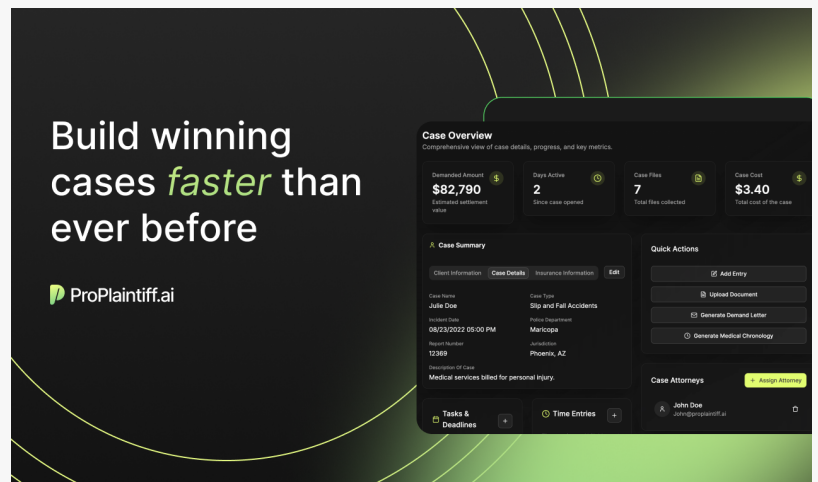 Build winning
cases faster than
ever before
ProPlaintiff.ai
Case Overview
Comprehensive view of case details, progress, and key metrics.
Demanded Amount
$
$82,790
Estimated settlement
value
Days Active
2
Since case opened
Case Files
7
Total files collected
Case Cost
$
$3.40
Total cost of the case
Case Summary
Client Information Case Details Insurance Information Edit
Case Name
Julie Doe
Case Type
Slip and Fall Accidents
Incident Date
08/23/2022 05:00 PM
Police Department
Maricopa
Report Number
12369
Jurisdiction
Phoenix, AZ
Description Of Case
Medical services billed for personal injury.
Quick Actions
Add Entry
Upload Document
Generate Demand Letter
Generate Medical Chronology
Case Attorneys
+ Assign Attorney
John Doe
John@proplaintiff.ai
Tasks &
Deadlines
+
Time Entries
+